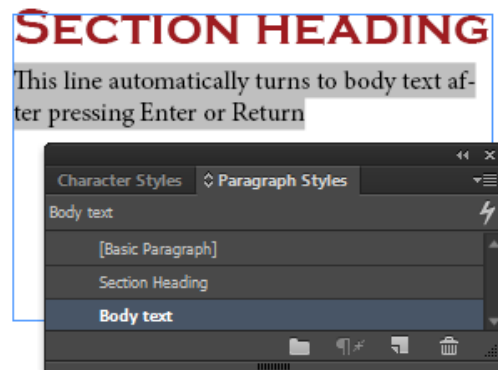 SECTION HEADING
This line automatically turns to body text af-
ter pressing Enter or Return
Character Styles Paragraph Styles
Body text
[Basic Paragraph]
Section Heading
Body text